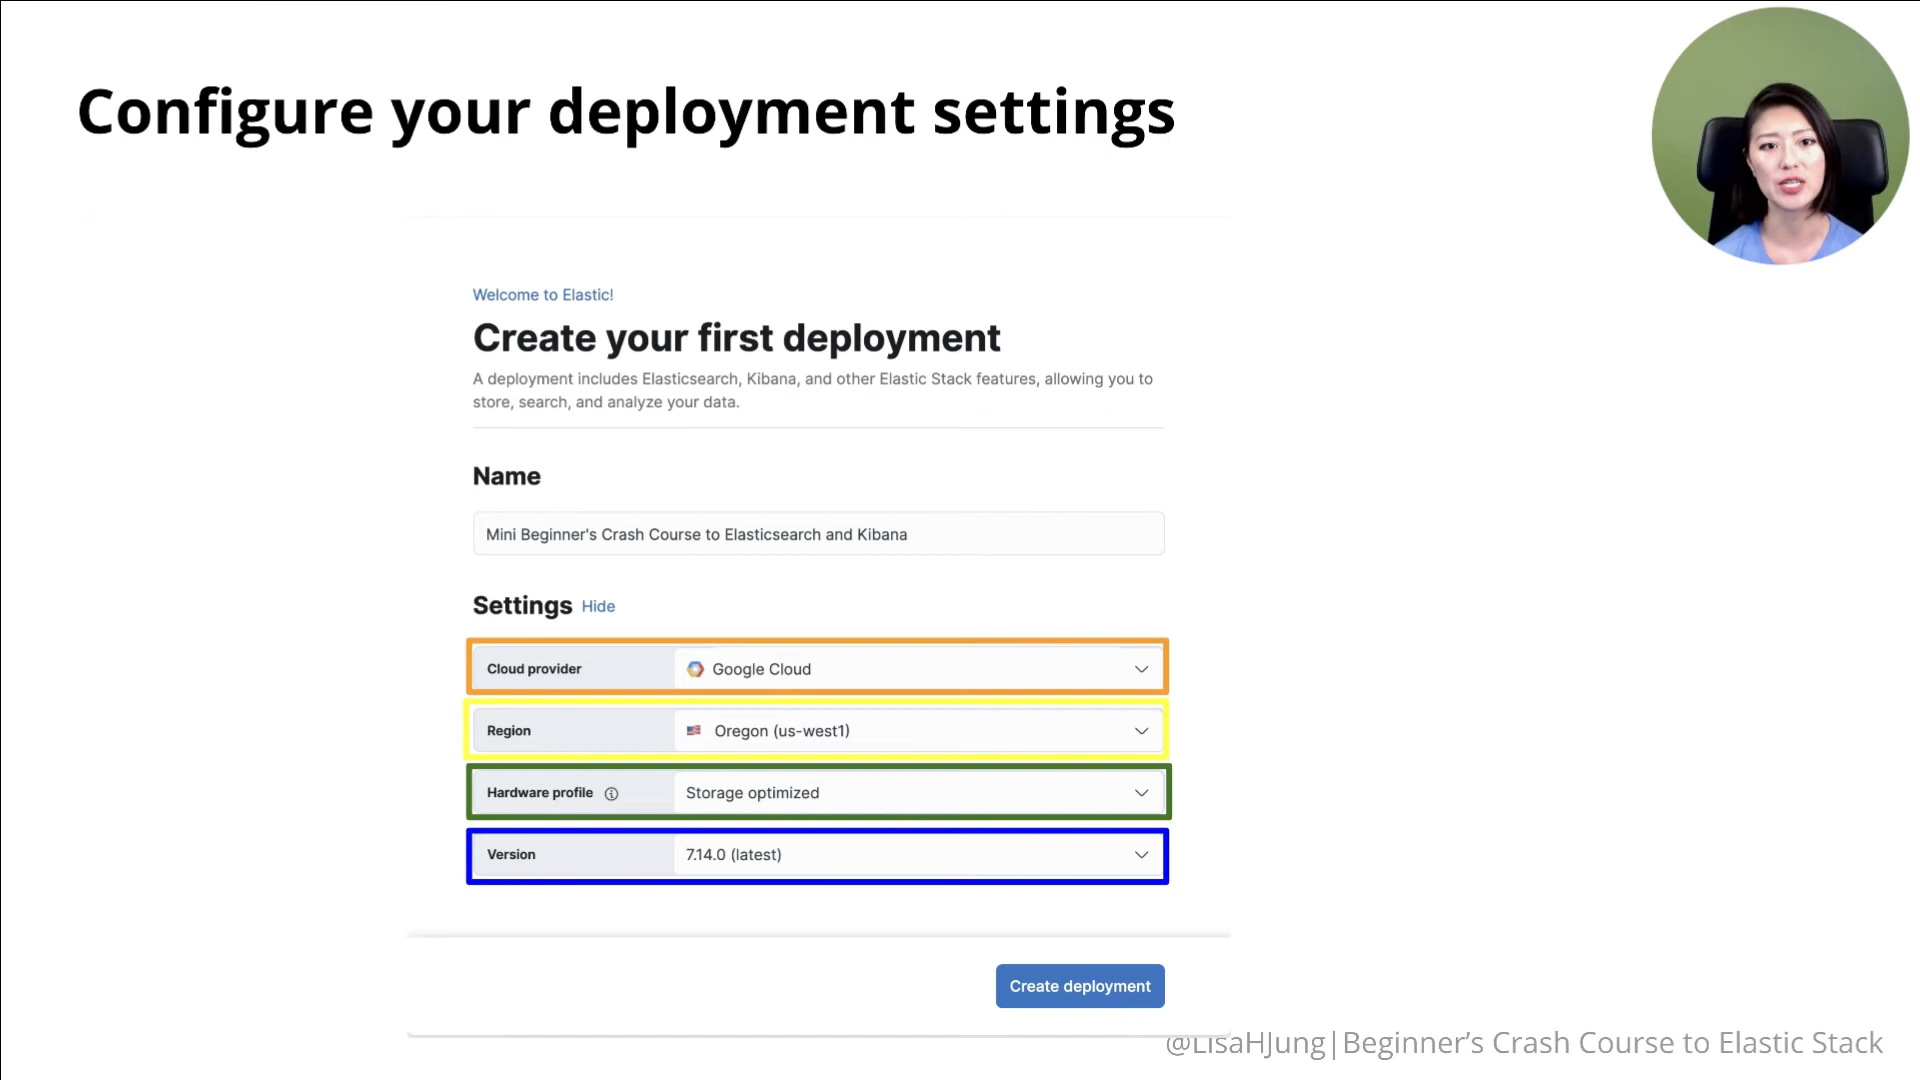 Configure your deployment settings
Welcome to Elastic!
Create your first deployment
A deployment includes Elasticsearch, Kibana, and other Elastic Stack features, allowing you to
store, search, and analyze your data.
Name
Mini Beginner's Crash Course to Elasticsearch and Kibana
Settings Hide
Cloud provider Google Cloud
Region Oregon (us-west1)
Hardware profile Storage optimized
Version 7.14.0 (latest)
Create deployment
@LisaHJung|Beginner’s Crash Course to Elastic Stack